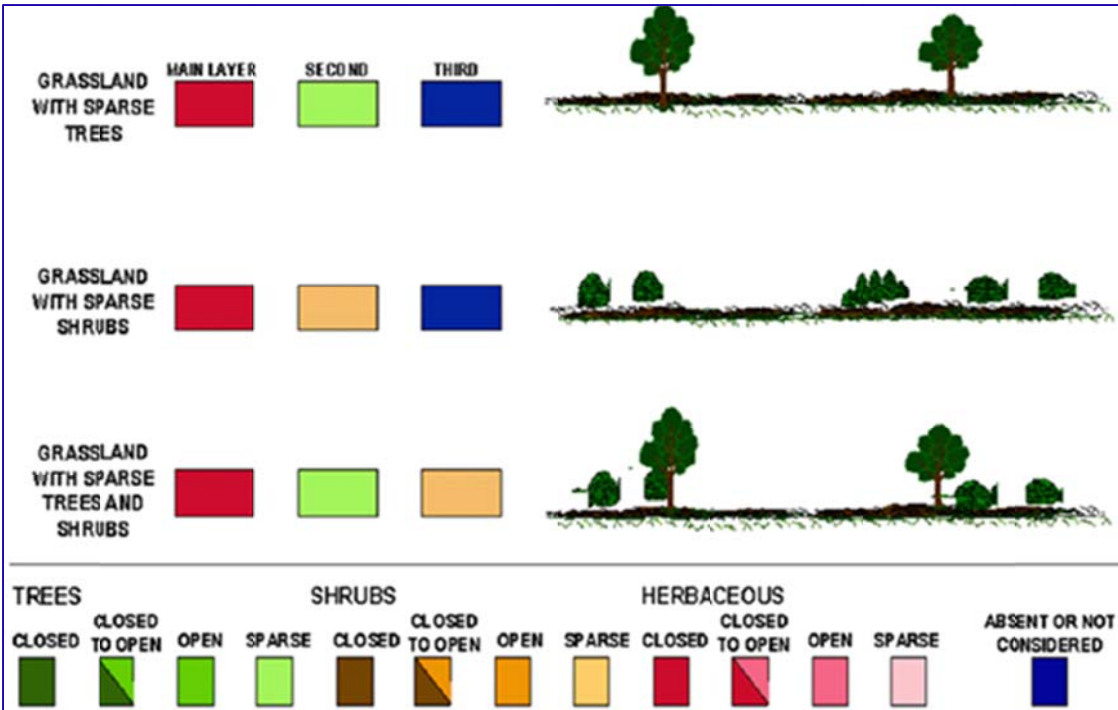 MAIN LAYER SECOND THIRD
GRASSLAND
WITH SPARSE
TREES
GRASSLAND
WITH SPARSE
SHRUBS
GRASSLAND
WITH SPARSE
TREES AND
SHRUBS
TREES SHRUBS HERBACEOUS
CLOSED
CLOSED
TO OPEN
OPEN
SPARSE
CLOSED
CLOSED
TO OPEN
OPEN
SPARSE
CLOSED
CLOSED
TO OPEN
OPEN
SPARSE
ABSENT OR NOT
CONSIDERED